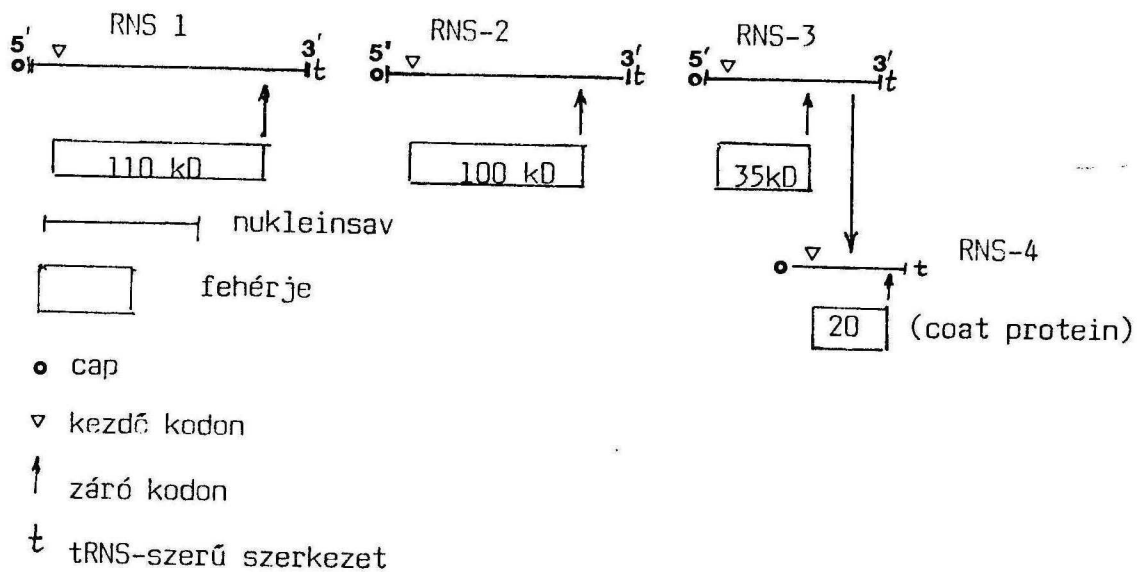 RNS 1
RNS-2
RNS-3
5' 3' t
5' 3' t
5' 3' t
110 kD
100 kD
35kD
nukleinsav
RNS-4
t
fehérje
20 (coat protein)
cap
kezdő kodon
záró kodon
t tRNS-szerű szerkezet